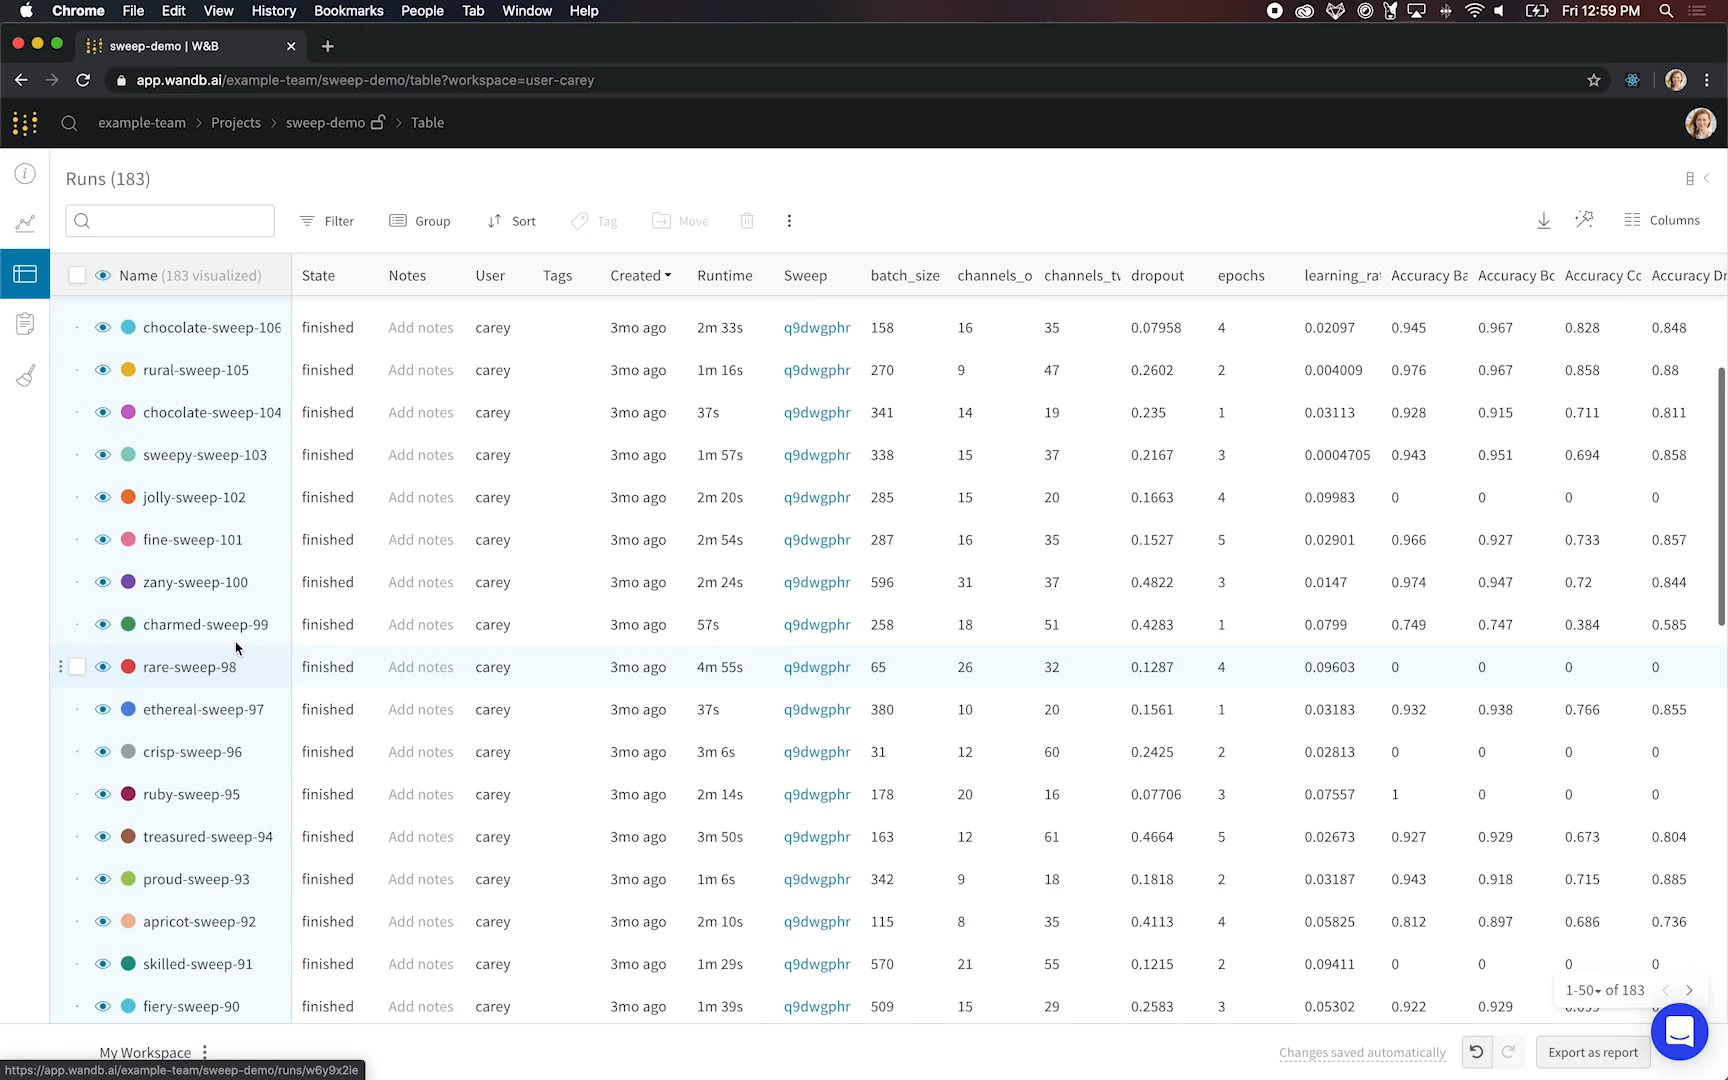 Chrome File Edit View History Bookmarks People Tab Window Help Fri 12:59 PM
sweep-demo | W&B
app.wandb.ai/example-team/sweep-demo/table?workspace=user-carey
example-team > Projects > sweep-demo > Table
Runs (183)
Filter Group Sort Tag Move Columns
Name (183 visualized) State Notes User Tags Created Runtime Sweep batch_size channels_o channels_tv dropout epochs learning_rat Accuracy Ba Accuracy Bc Accuracy Cc Accuracy Dr
chocolate-sweep-106 finished Add notes carey 3mo ago 2m 33s q9dwgphr 158 16 35 0.07958 4 0.02097 0.945 0.967 0.828 0.848
rural-sweep-105 finished Add notes carey 3mo ago 1m 16s q9dwgphr 270 9 47 0.2602 2 0.004009 0.976 0.967 0.858 0.88
chocolate-sweep-104 finished Add notes carey 3mo ago 37s q9dwgphr 341 14 19 0.235 1 0.03113 0.928 0.915 0.711 0.811
sweepy-sweep-103 finished Add notes carey 3mo ago 1m 57s q9dwgphr 338 15 37 0.2167 3 0.0004705 0.943 0.951 0.694 0.858
jolly-sweep-102 finished Add notes carey 3mo ago 2m 20s q9dwgphr 285 15 20 0.1663 4 0.09983 0 0 0 0
fine-sweep-101 finished Add notes carey 3mo ago 2m 54s q9dwgphr 287 16 35 0.1527 5 0.02901 0.966 0.927 0.733 0.857
zany-sweep-100 finished Add notes carey 3mo ago 2m 24s q9dwgphr 596 31 37 0.4822 3 0.0147 0.974 0.947 0.72 0.844
charmed-sweep-99 finished Add notes carey 3mo ago 57s q9dwgphr 258 18 51 0.4283 1 0.0799 0.749 0.747 0.384 0.585
rare-sweep-98 finished Add notes carey 3mo ago 4m 55s q9dwgphr 65 26 32 0.1287 4 0.09603 0 0 0 0
ethereal-sweep-97 finished Add notes carey 3mo ago 37s q9dwgphr 380 10 20 0.1561 1 0.03183 0.932 0.938 0.766 0.855
crisp-sweep-96 finished Add notes carey 3mo ago 3m 6s q9dwgphr 31 12 60 0.2425 2 0.02813 0 0 0 0
ruby-sweep-95 finished Add notes carey 3mo ago 2m 14s q9dwgphr 178 20 16 0.07706 3 0.07557 1 0 0 0
treasured-sweep-94 finished Add notes carey 3mo ago 3m 50s q9dwgphr 163 12 61 0.4664 5 0.02673 0.927 0.929 0.673 0.804
proud-sweep-93 finished Add notes carey 3mo ago 1m 6s q9dwgphr 342 9 18 0.1818 2 0.03187 0.943 0.918 0.715 0.885
apricot-sweep-92 finished Add notes carey 3mo ago 2m 10s q9dwgphr 115 8 35 0.4113 4 0.05825 0.812 0.897 0.686 0.736
skilled-sweep-91 finished Add notes carey 3mo ago 1m 29s q9dwgphr 570 21 55 0.1215 2 0.09411 0 0 0 0
1-50 of 183
fiery-sweep-90 finished Add notes carey 3mo ago 1m 39s q9dwgphr 509 15 29 0.2583 3 0.05302 0.922 0.929
My Workspace Changes saved automatically Export as report
https://app.wandb.ai/example-team/sweep-demo/runs/w6y9x2ie